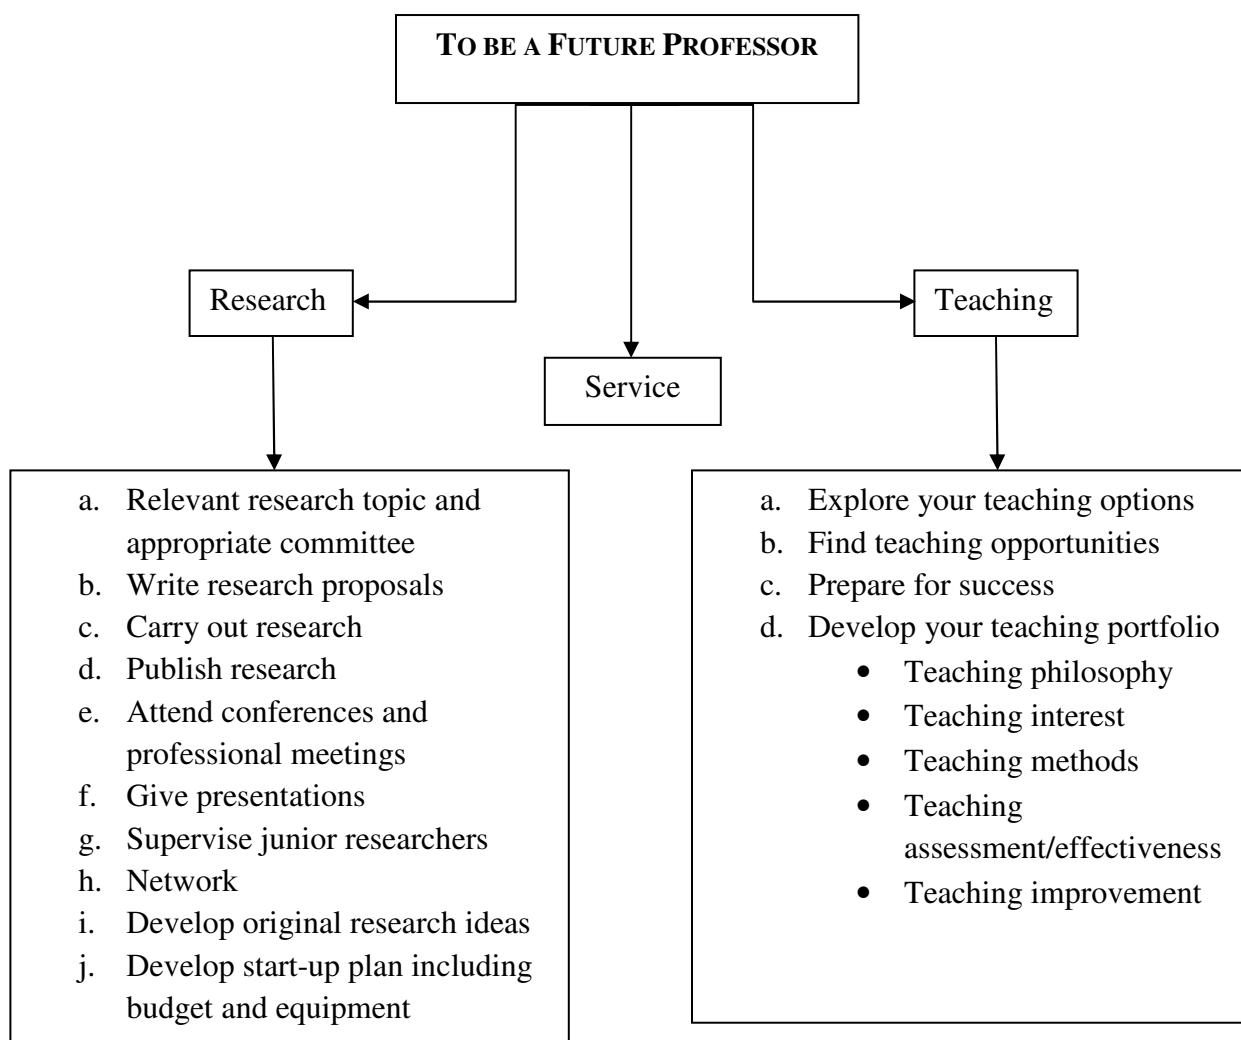 TO BE A FUTURE PROFESSOR
Research
Teaching
Service
a. Relevant research topic and
appropriate committee
b. Write research proposals
c. Carry out research
d. Publish research
e. Attend conferences and
professional meetings
f. Give presentations
g. Supervise junior researchers
h. Network
i. Develop original research ideas
j. Develop start-up plan including
budget and equipment
a. Explore your teaching options
b. Find teaching opportunities
c. Prepare for success
d. Develop your teaching portfolio
• Teaching philosophy
• Teaching interest
• Teaching methods
• Teaching
assessment/effectiveness
• Teaching improvement